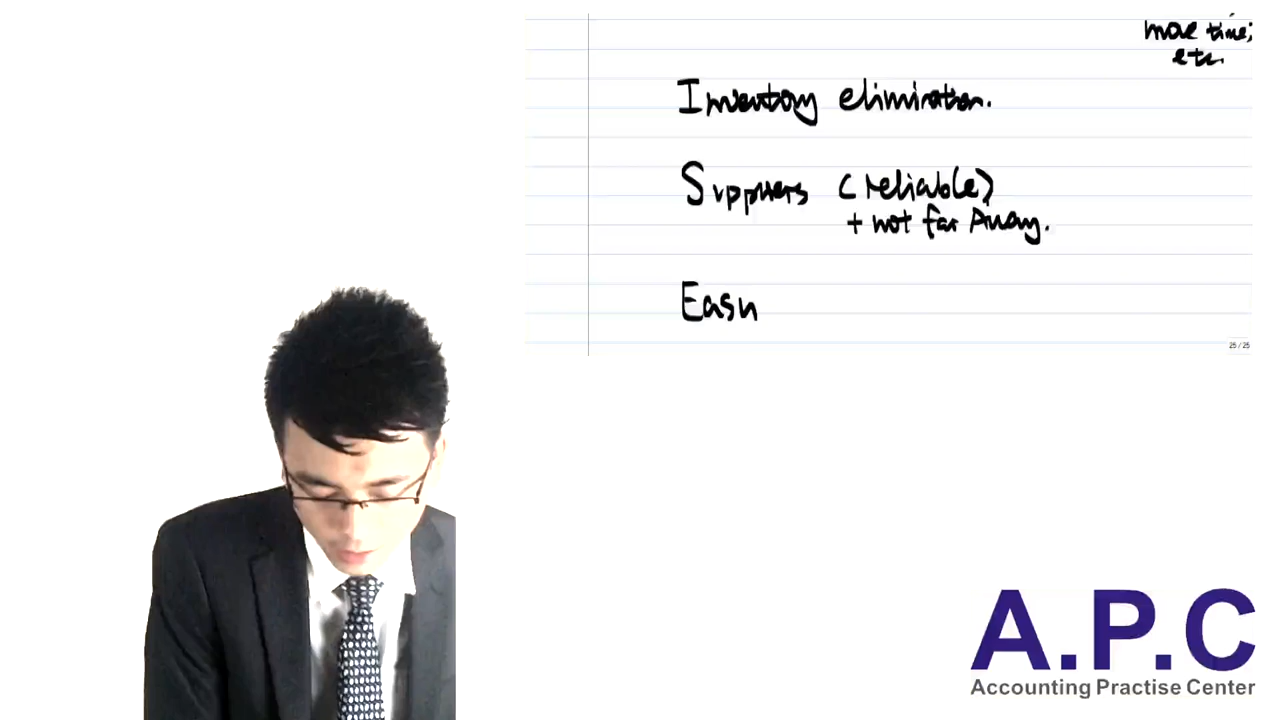 more time;
etc.
Inventory elimination.
Suppliers (reliable)
+ not far Away.
Easy
25 / 25
A.P.C
Accounting Practise Center